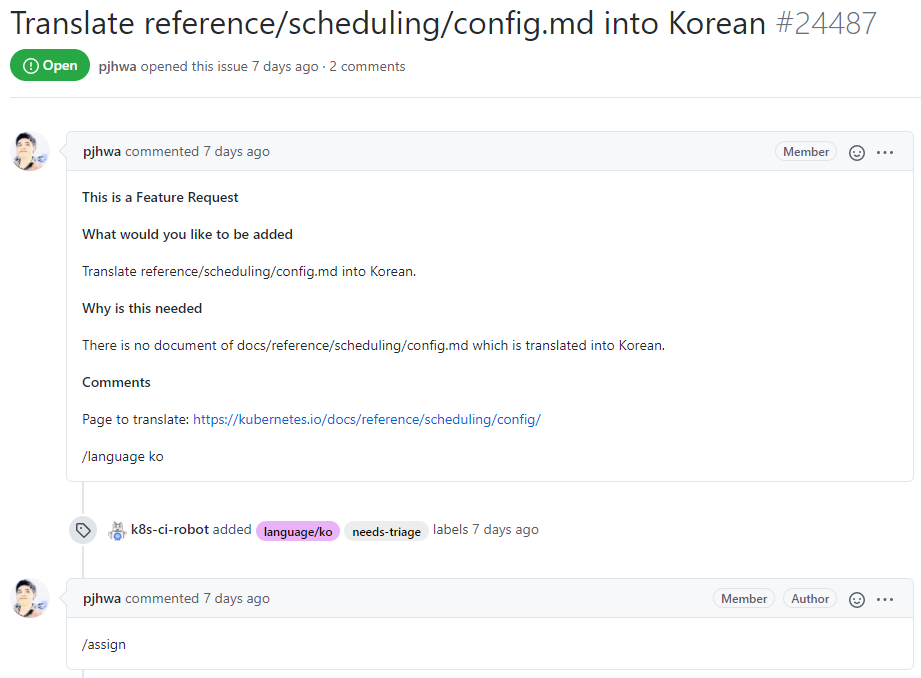 Translate reference/scheduling/config.md into Korean #24487
Open pjhwa opened this issue 7 days ago · 2 comments
pjhwa commented 7 days ago Member
This is a Feature Request
What would you like to be added
Translate reference/scheduling/config.md into Korean.
Why is this needed
There is no document of docs/reference/scheduling/config.md which is translated into Korean.
Comments
Page to translate: https://kubernetes.io/docs/reference/scheduling/config/
/language ko
k8s-ci-robot added language/ko needs-triage labels 7 days ago
pjhwa commented 7 days ago Member Author
/assign